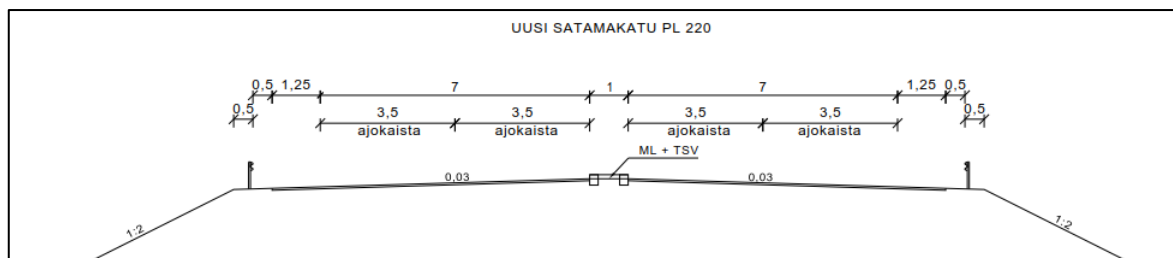 UUSI SATAMAKATU PL 220
0,5 1,25 7 1 7 1,25 0,5
0,5 3,5 3,5 3,5 3,5 0,5
ajokaista ajokaista ajokaista ajokaista
ML + TSV
0,03 0,03
1:2 1:2